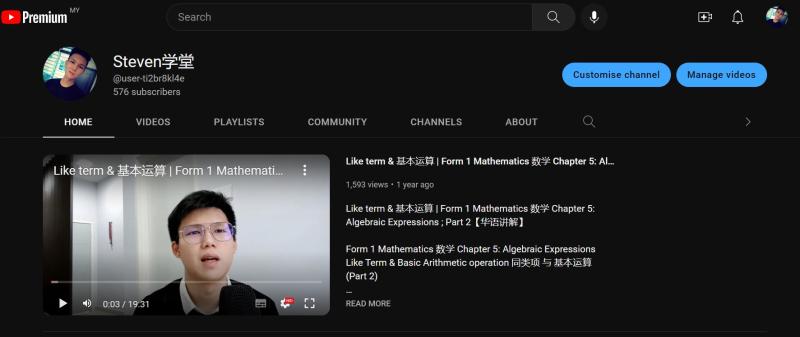 Premium MY
Search
Steven学堂
@user-ti2br8kl4e
576 subscribers
Customise channel
Manage videos
HOME
VIDEOS
PLAYLISTS
COMMUNITY
CHANNELS
ABOUT
Like term & 基本运算 | Form 1 Mathemati...
0:03 / 19:31
HD
Like term & 基本运算 | Form 1 Mathematics 数学 Chapter 5: Al...
1,593 views • 1 year ago
Like term & 基本运算 | Form 1 Mathematics 数学 Chapter 5:
Algebraic Expressions ; Part 2【华语讲解】
Form 1 Mathematics 数学 Chapter 5: Algebraic Expressions
Like Term & Basic Arithmetic operation 同类项 与 基本运算
(Part 2)
...
READ MORE